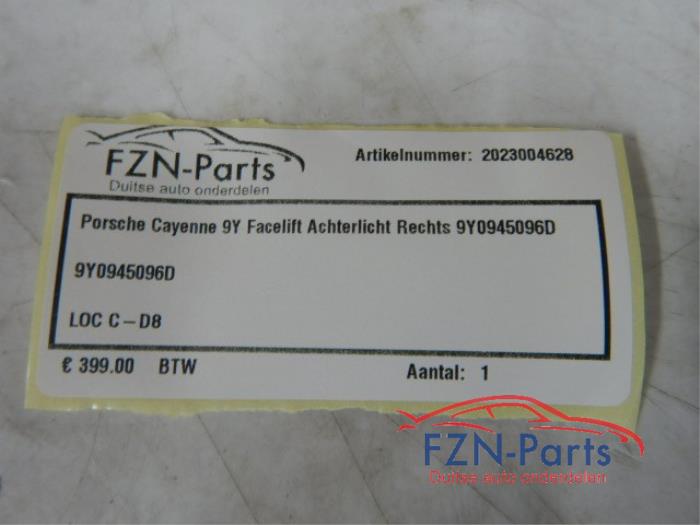 FZN-Parts
Duitse auto onderdelen
Artikelnummer: 2023004628
Porsche Cayenne 9Y Facelift Achterlicht Rechts 9Y0945096D
9Y0945096D
LOC C-D8
€ 399.00 BTW
Aantal: 1
FZN-Parts
Duitse auto onderdelen